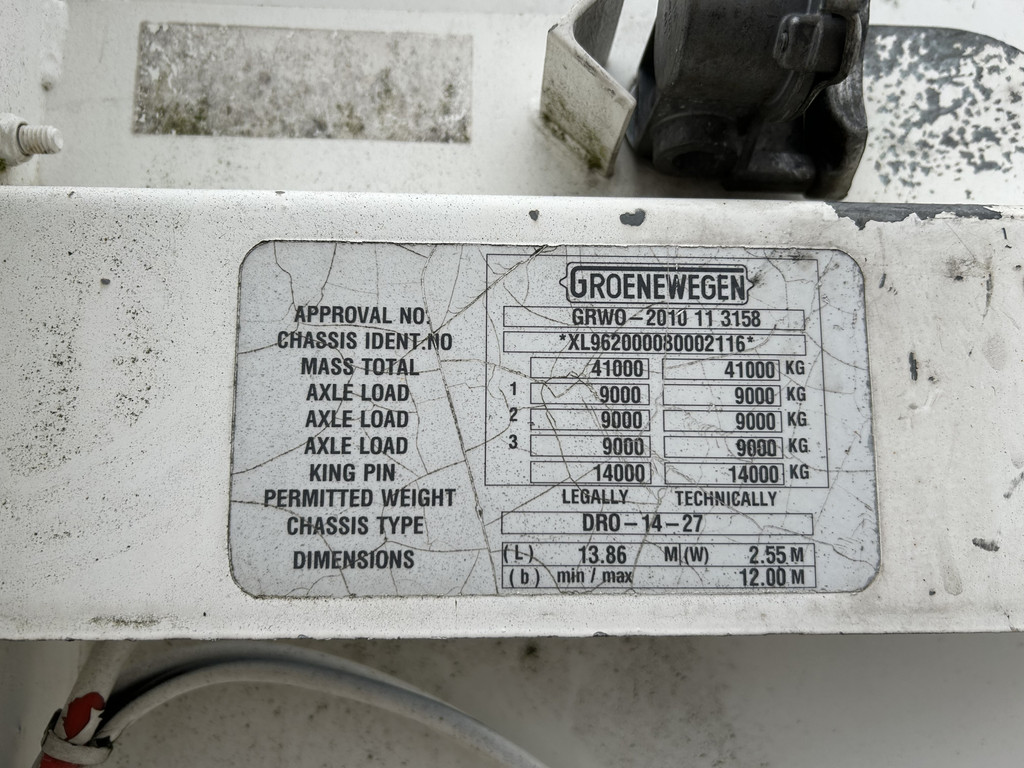 GROENEWEGEN
APPROVAL NO. GRWO-2010 11 3158
CHASSIS IDENT.NO *XL962000080002116*
MASS TOTAL 41000 41000 KG
AXLE LOAD 1 9000 9000 KG
AXLE LOAD 2 9000 9000 KG
AXLE LOAD 3 9000 9000 KG
KING PIN 14000 14000 KG
PERMITTED WEIGHT LEGALLY TECHNICALLY
CHASSIS TYPE DRO-14-27
DIMENSIONS (L) 13.86 M (W) 2.55 M
(b) min / max 12.00 M